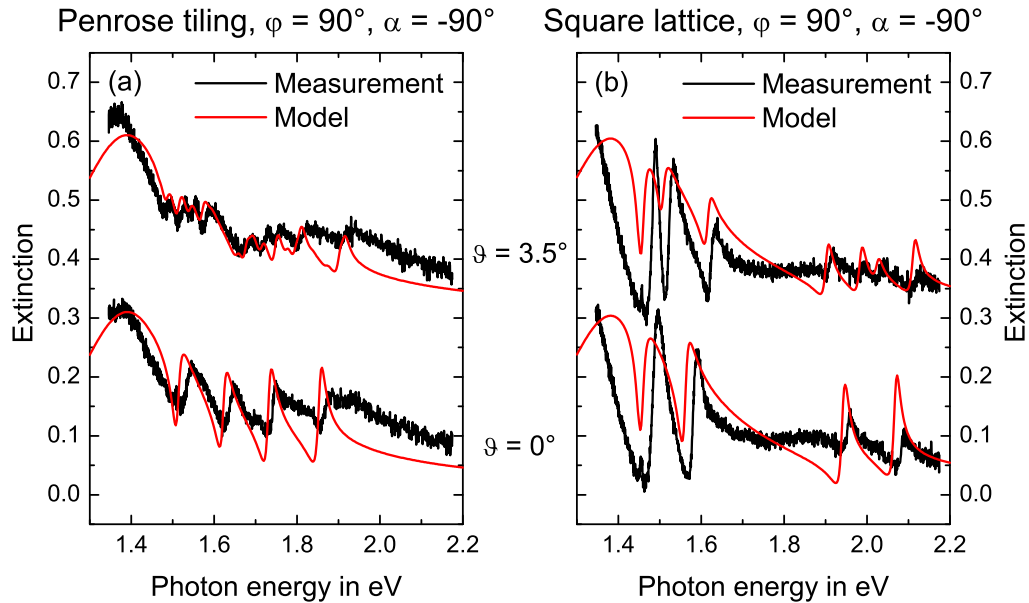 Penrose tiling, φ = 90°, α = -90°
Square lattice, φ = 90°, α = -90°
(a)
Measurement
Model
(b)
Measurement
Model
0.7
0.6
0.5
0.4
0.3
0.2
0.1
0.0
Extinction
ϑ = 3.5°
ϑ = 0°
0.7
0.6
0.5
0.4
0.3
0.2
0.1
0.0
Extinction
1.4 1.6 1.8 2.0 2.2
1.4 1.6 1.8 2.0 2.2
Photon energy in eV
Photon energy in eV